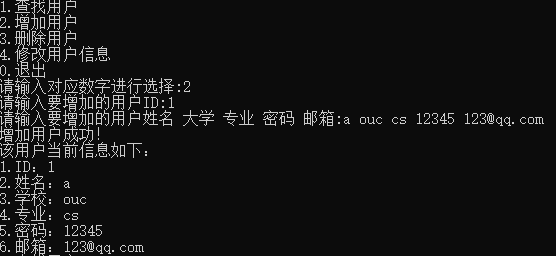 1.查找用户
2.增加用户
3.删除用户
4.修改用户信息
0.退出
请输入对应数字进行选择:2
请输入要增加的用户ID:1
请输入要增加的用户姓名 大学 专业 密码 邮箱:a ouc cs 12345 123@qq.com
增加用户成功!
该用户当前信息如下:
1.ID: 1
2.姓名: a
3.学校: ouc
4.专业: cs
5.密码: 12345
6.邮箱: 123@qq.com